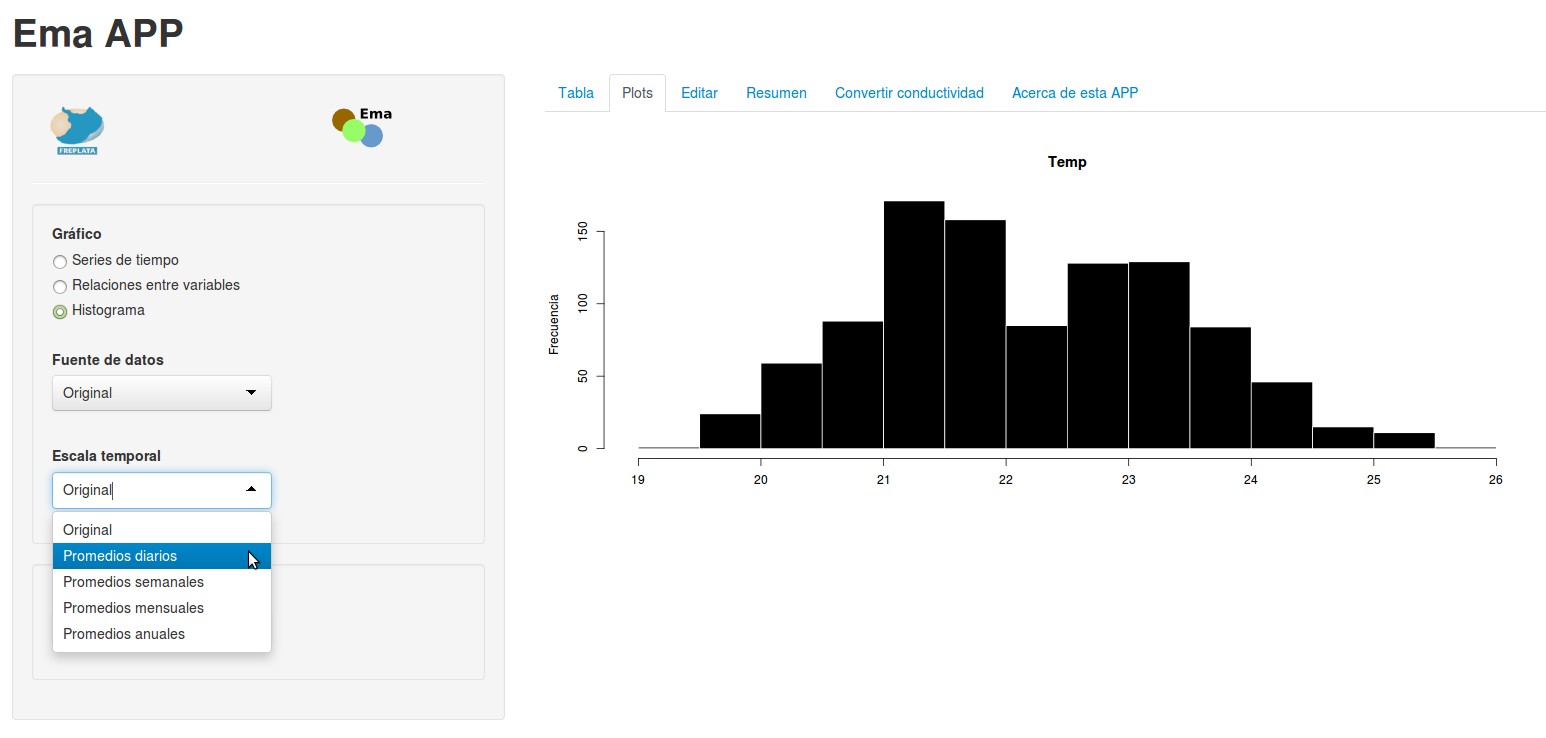 Ema APP
FREPLATA
Ema
Gráfico
Series de tiempo
Relaciones entre variables
Histograma
Fuente de datos
Original
Escala temporal
Original
Original
Promedios diarios
Promedios semanales
Promedios mensuales
Promedios anuales
Tabla Plots Editar Resumen Convertir conductividad Acerca de esta APP
Temp
Frecuencia
150
100
50
0
19 20 21 22 23 24 25 26